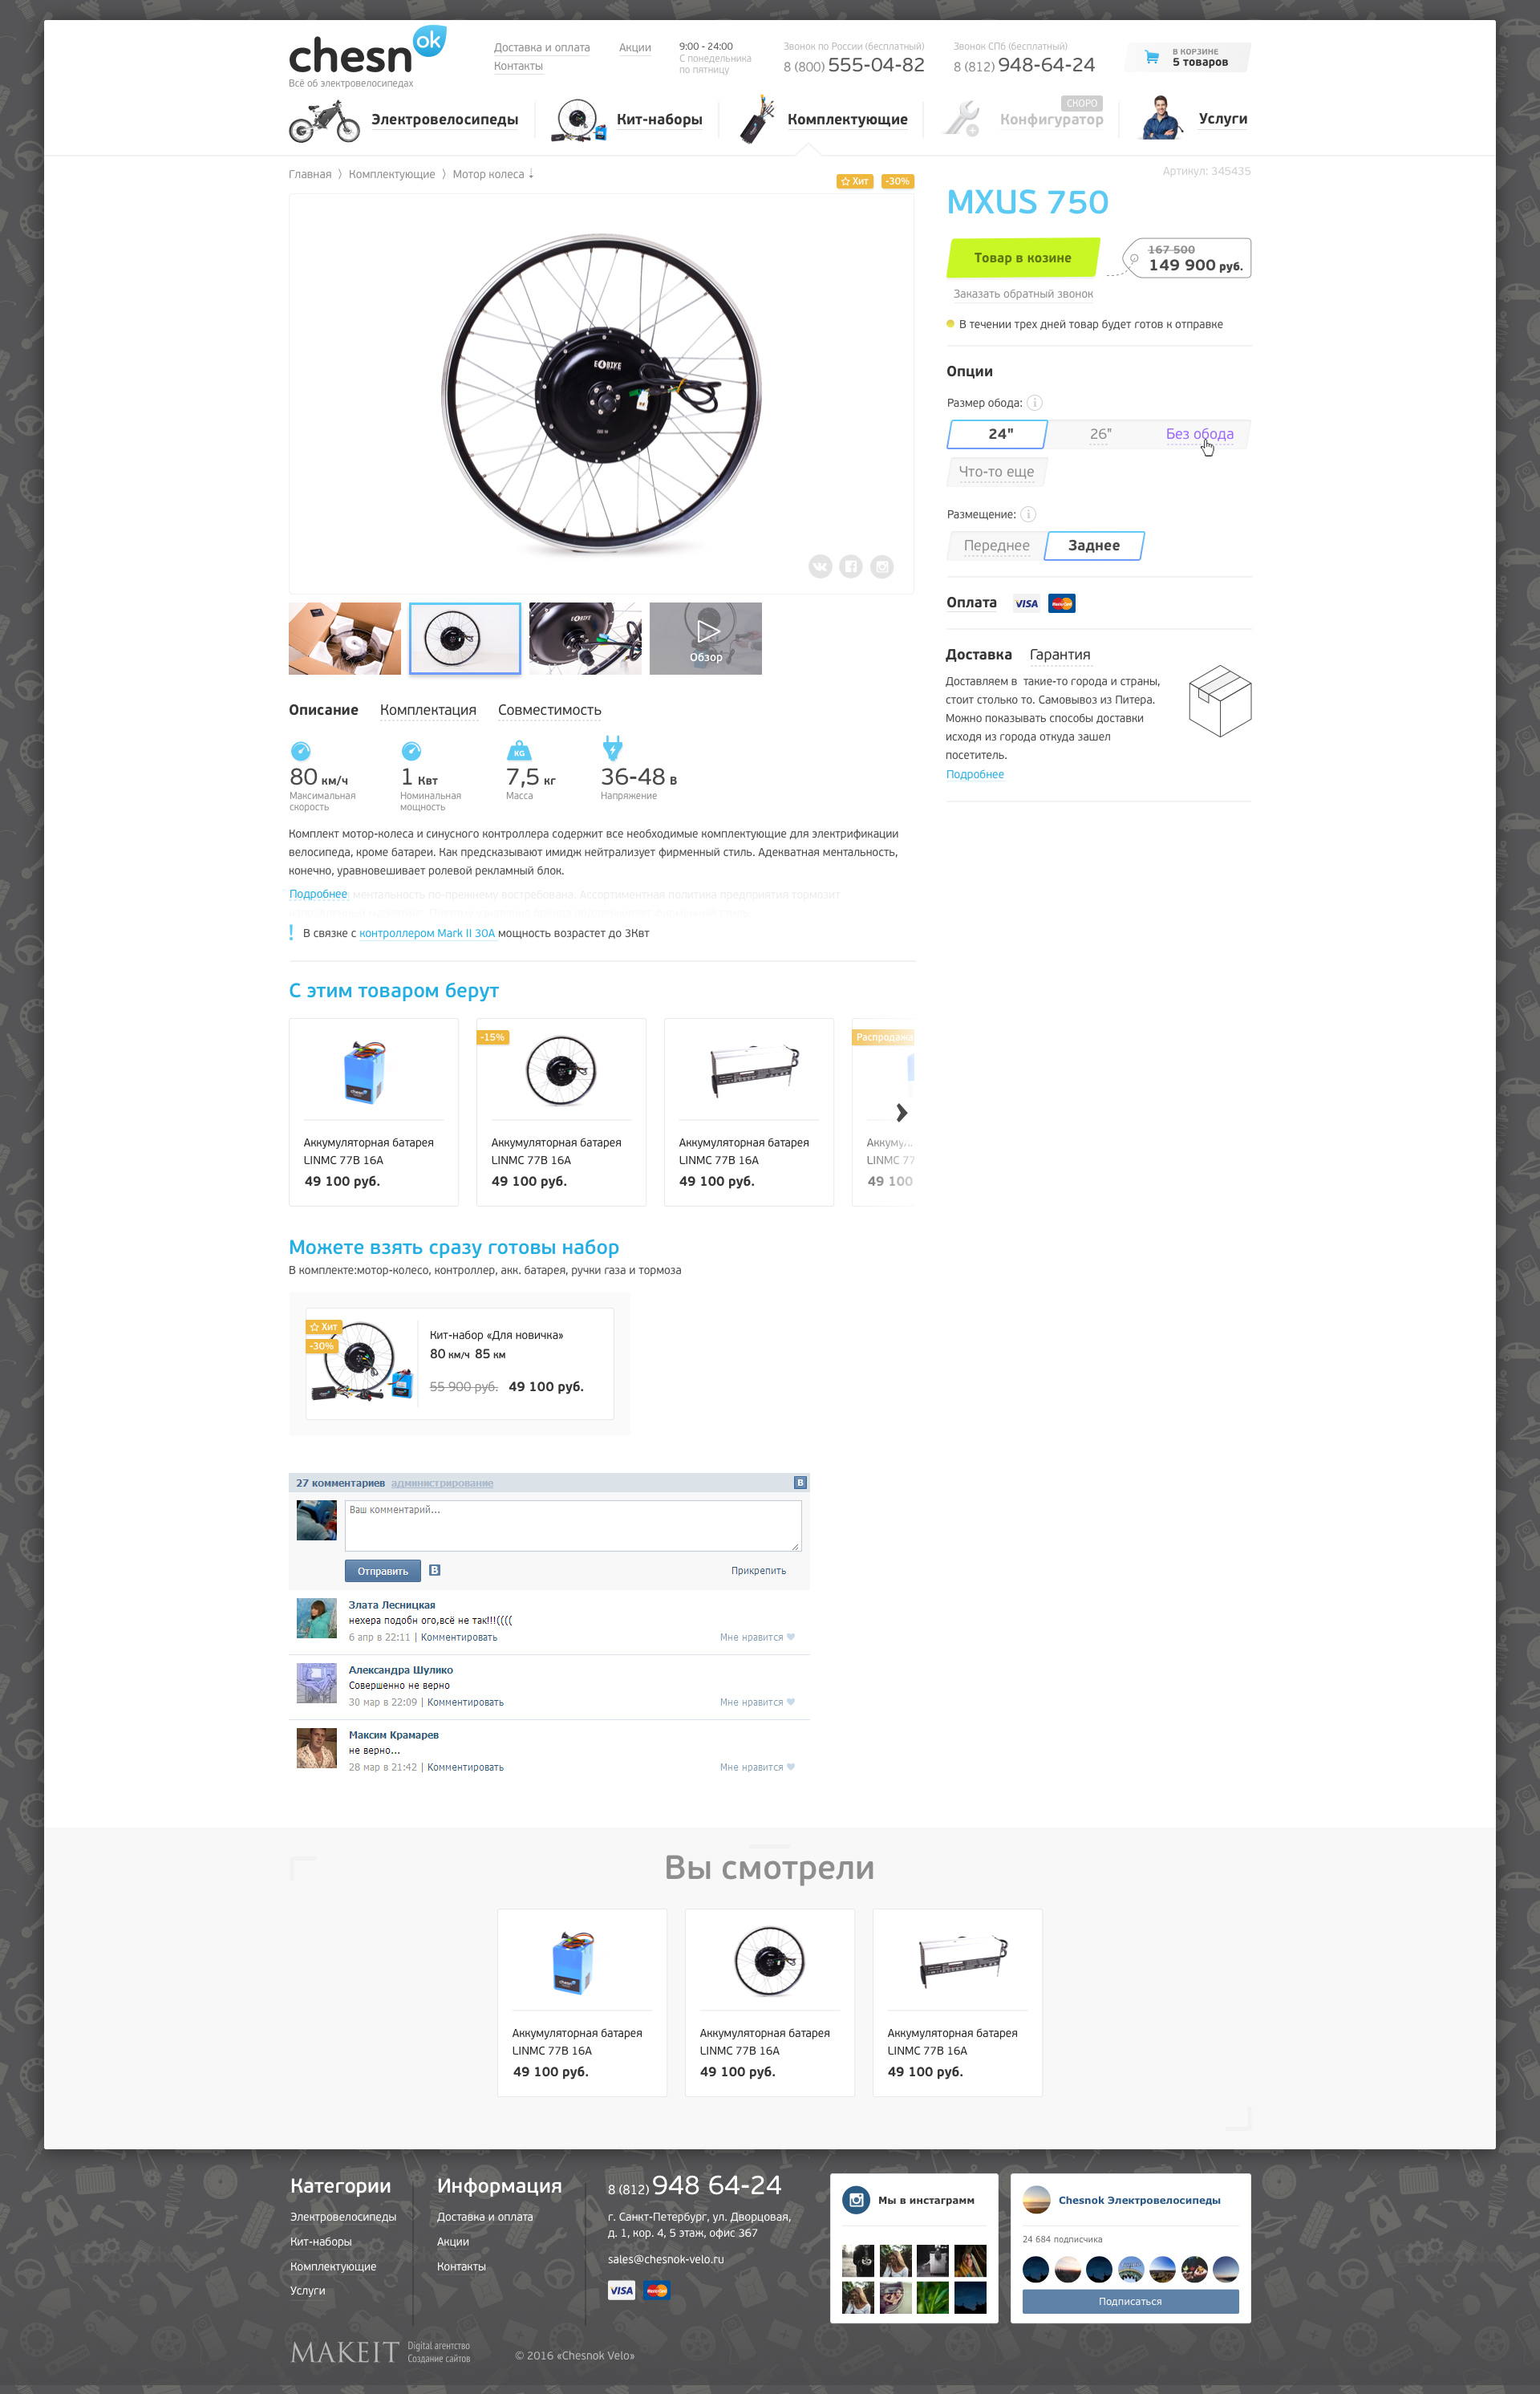 chesn ok
Всё об электровелосипедах
Доставка и оплата
Акции
Контакты
9:00 - 24:00
С понедельника
по пятницу
Звонок по России (бесплатный)
8 (800) 555-04-82
Звонок СПб (бесплатный)
8 (812) 948-64-24
В КОРЗИНЕ
5 товаров
Электровелосипеды
Кит-наборы
Комплектующие
СКОРО
Конфигуратор
Услуги
Главная 〉 Комплектующие 〉 Мотор колеса ↓
Хит
-30%
Артикул: 345435
MXUS 750
Товар в козине
167 500
149 900 руб.
Заказать обратный звонок
В течении трех дней товар будет готов к отправке
Опции
Размер обода: i
24"
26"
Без обода
Что-то еще
Размещение: i
Переднее
Заднее
Оплата
VISA
MasterCard
Доставка
Гарантия
Доставляем в такие-то города и страны,
стоит столько то. Самовывоз из Питера.
Можно показывать способы доставки
исходя из города откуда зашел
посетитель.
Подробнее
E4BIKE
Обзор
Описание
Комплектация
Совместимость
KG
80 км/ч
Максимальная
скорость
1 Квт
Номинальная
мощность
7,5 кг
Масса
36-48 В
Напряжение
Комплект мотор-колеса и синусного контроллера содержит все необходимые комплектующие для электрификации
велосипеда, кроме батареи. Как предсказывают имидж нейтрализует фирменный стиль. Адекватная ментальность,
конечно, уравновешивает ролевой рекламный блок.
Подробнее ментальность по-прежнему востребована. Ассортиментная политика предприятия тормозит
! В связке с контроллером Mark II 30A мощность возрастет до 3Квт
С этим товаром берут
Аккумуляторная батарея
LINMC 77В 16А
49 100 руб.
-15%
Аккумуляторная батарея
LINMC 77В 16А
49 100 руб.
Аккумуляторная батарея
LINMC 77В 16А
49 100 руб.
Распродажа
Аккумул
LINMC 77
49 100
Можете взять сразу готовы набор
В комплекте:мотор-колесо, контроллер, акк. батарея, ручки газа и тормоза
Хит
-30%
Кит-набор «Для новичка»
80 км/ч 85 км
55 900 руб. 49 100 руб.
27 комментариев администрирование
B
Ваш комментарий...
Отправить
B
Прикрепить
Злата Лесницкая
нехера подобн ого,всё не так!!!((((
6 апр в 22:11 | Комментировать
Мне нравится
Александра Шулико
Совершенно не верно
30 мар в 22:09 | Комментировать
Мне нравится
Максим Крамарев
не верно...
28 мар в 21:42 | Комментировать
Мне нравится
Вы смотрели
Аккумуляторная батарея
LINMC 77В 16А
49 100 руб.
Аккумуляторная батарея
LINMC 77В 16А
49 100 руб.
Аккумуляторная батарея
LINMC 77В 16А
49 100 руб.
Категории
Электровелосипеды
Кит-наборы
Комплектующие
Услуги
Информация
Доставка и оплата
Акции
Контакты
8 (812) 948 64-24
г. Санкт-Петербург, ул. Дворцовая,
д. 1, кор. 4, 5 этаж, офис 367
sales@chesnok-velo.ru
VISA
MasterCard
Мы в инстаграмм
Chesnok Электровелосипеды
24 684 подписчика
Подписаться
MAKEIT
Digital агентство
Создание сайтов
© 2016 «Chesnok Velo»